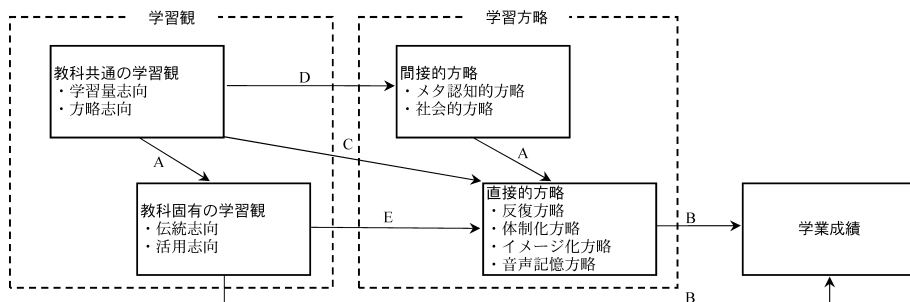 学習観
学習方略
教科共通の学習観
・学習量志向
・方略志向
D
間接的方略
・メタ認知的方略
・社会的方略
A
C
A
教科固有の学習観
・伝統志向
・活用志向
E
直接的方略
・反復方略
・体制化方略
・イメージ化方略
・音声記憶方略
B
学業成績
B